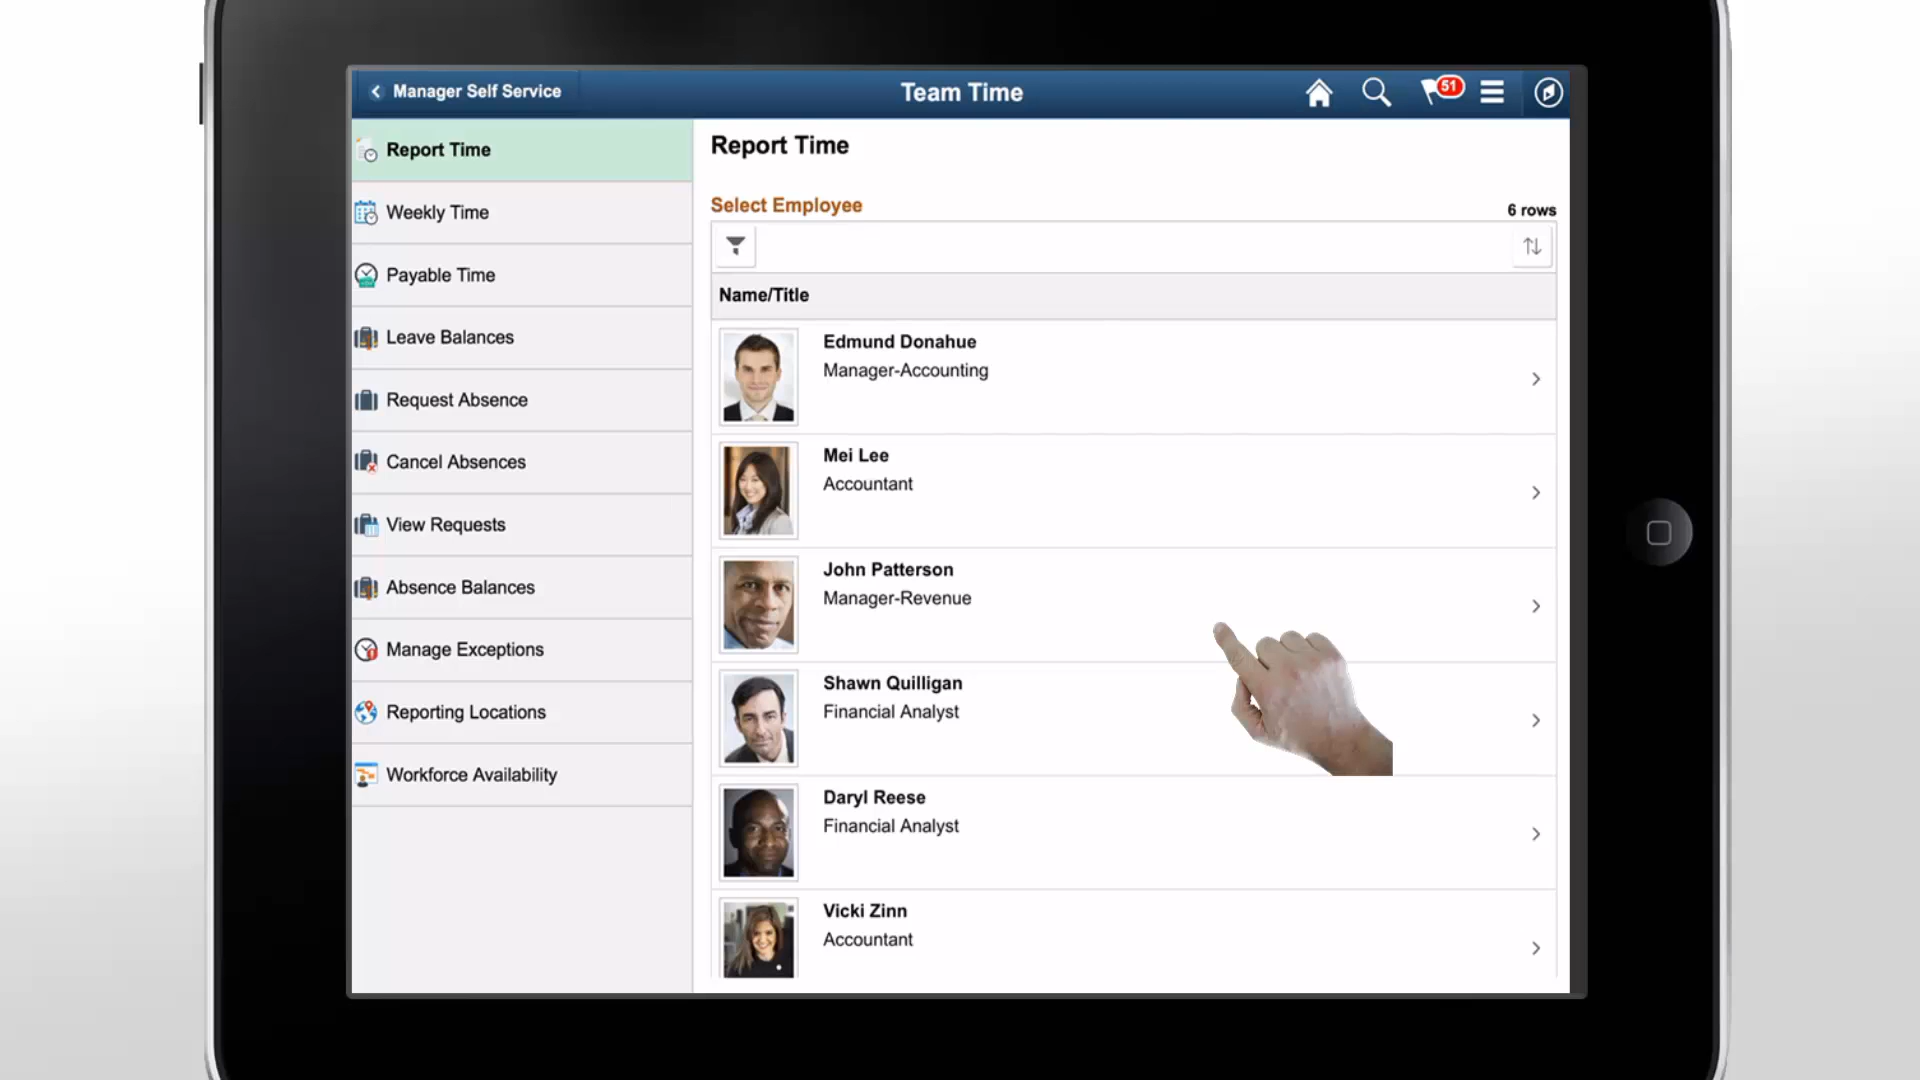 Manager Self Service
Team Time
51
Report Time
Weekly Time
Payable Time
Leave Balances
Request Absence
Cancel Absences
View Requests
Absence Balances
Manage Exceptions
Reporting Locations
Workforce Availability
Report Time
Select Employee
6 rows
Name/Title
Edmund Donahue
Manager-Accounting
Mei Lee
Accountant
John Patterson
Manager-Revenue
Shawn Quilligan
Financial Analyst
Daryl Reese
Financial Analyst
Vicki Zinn
Accountant